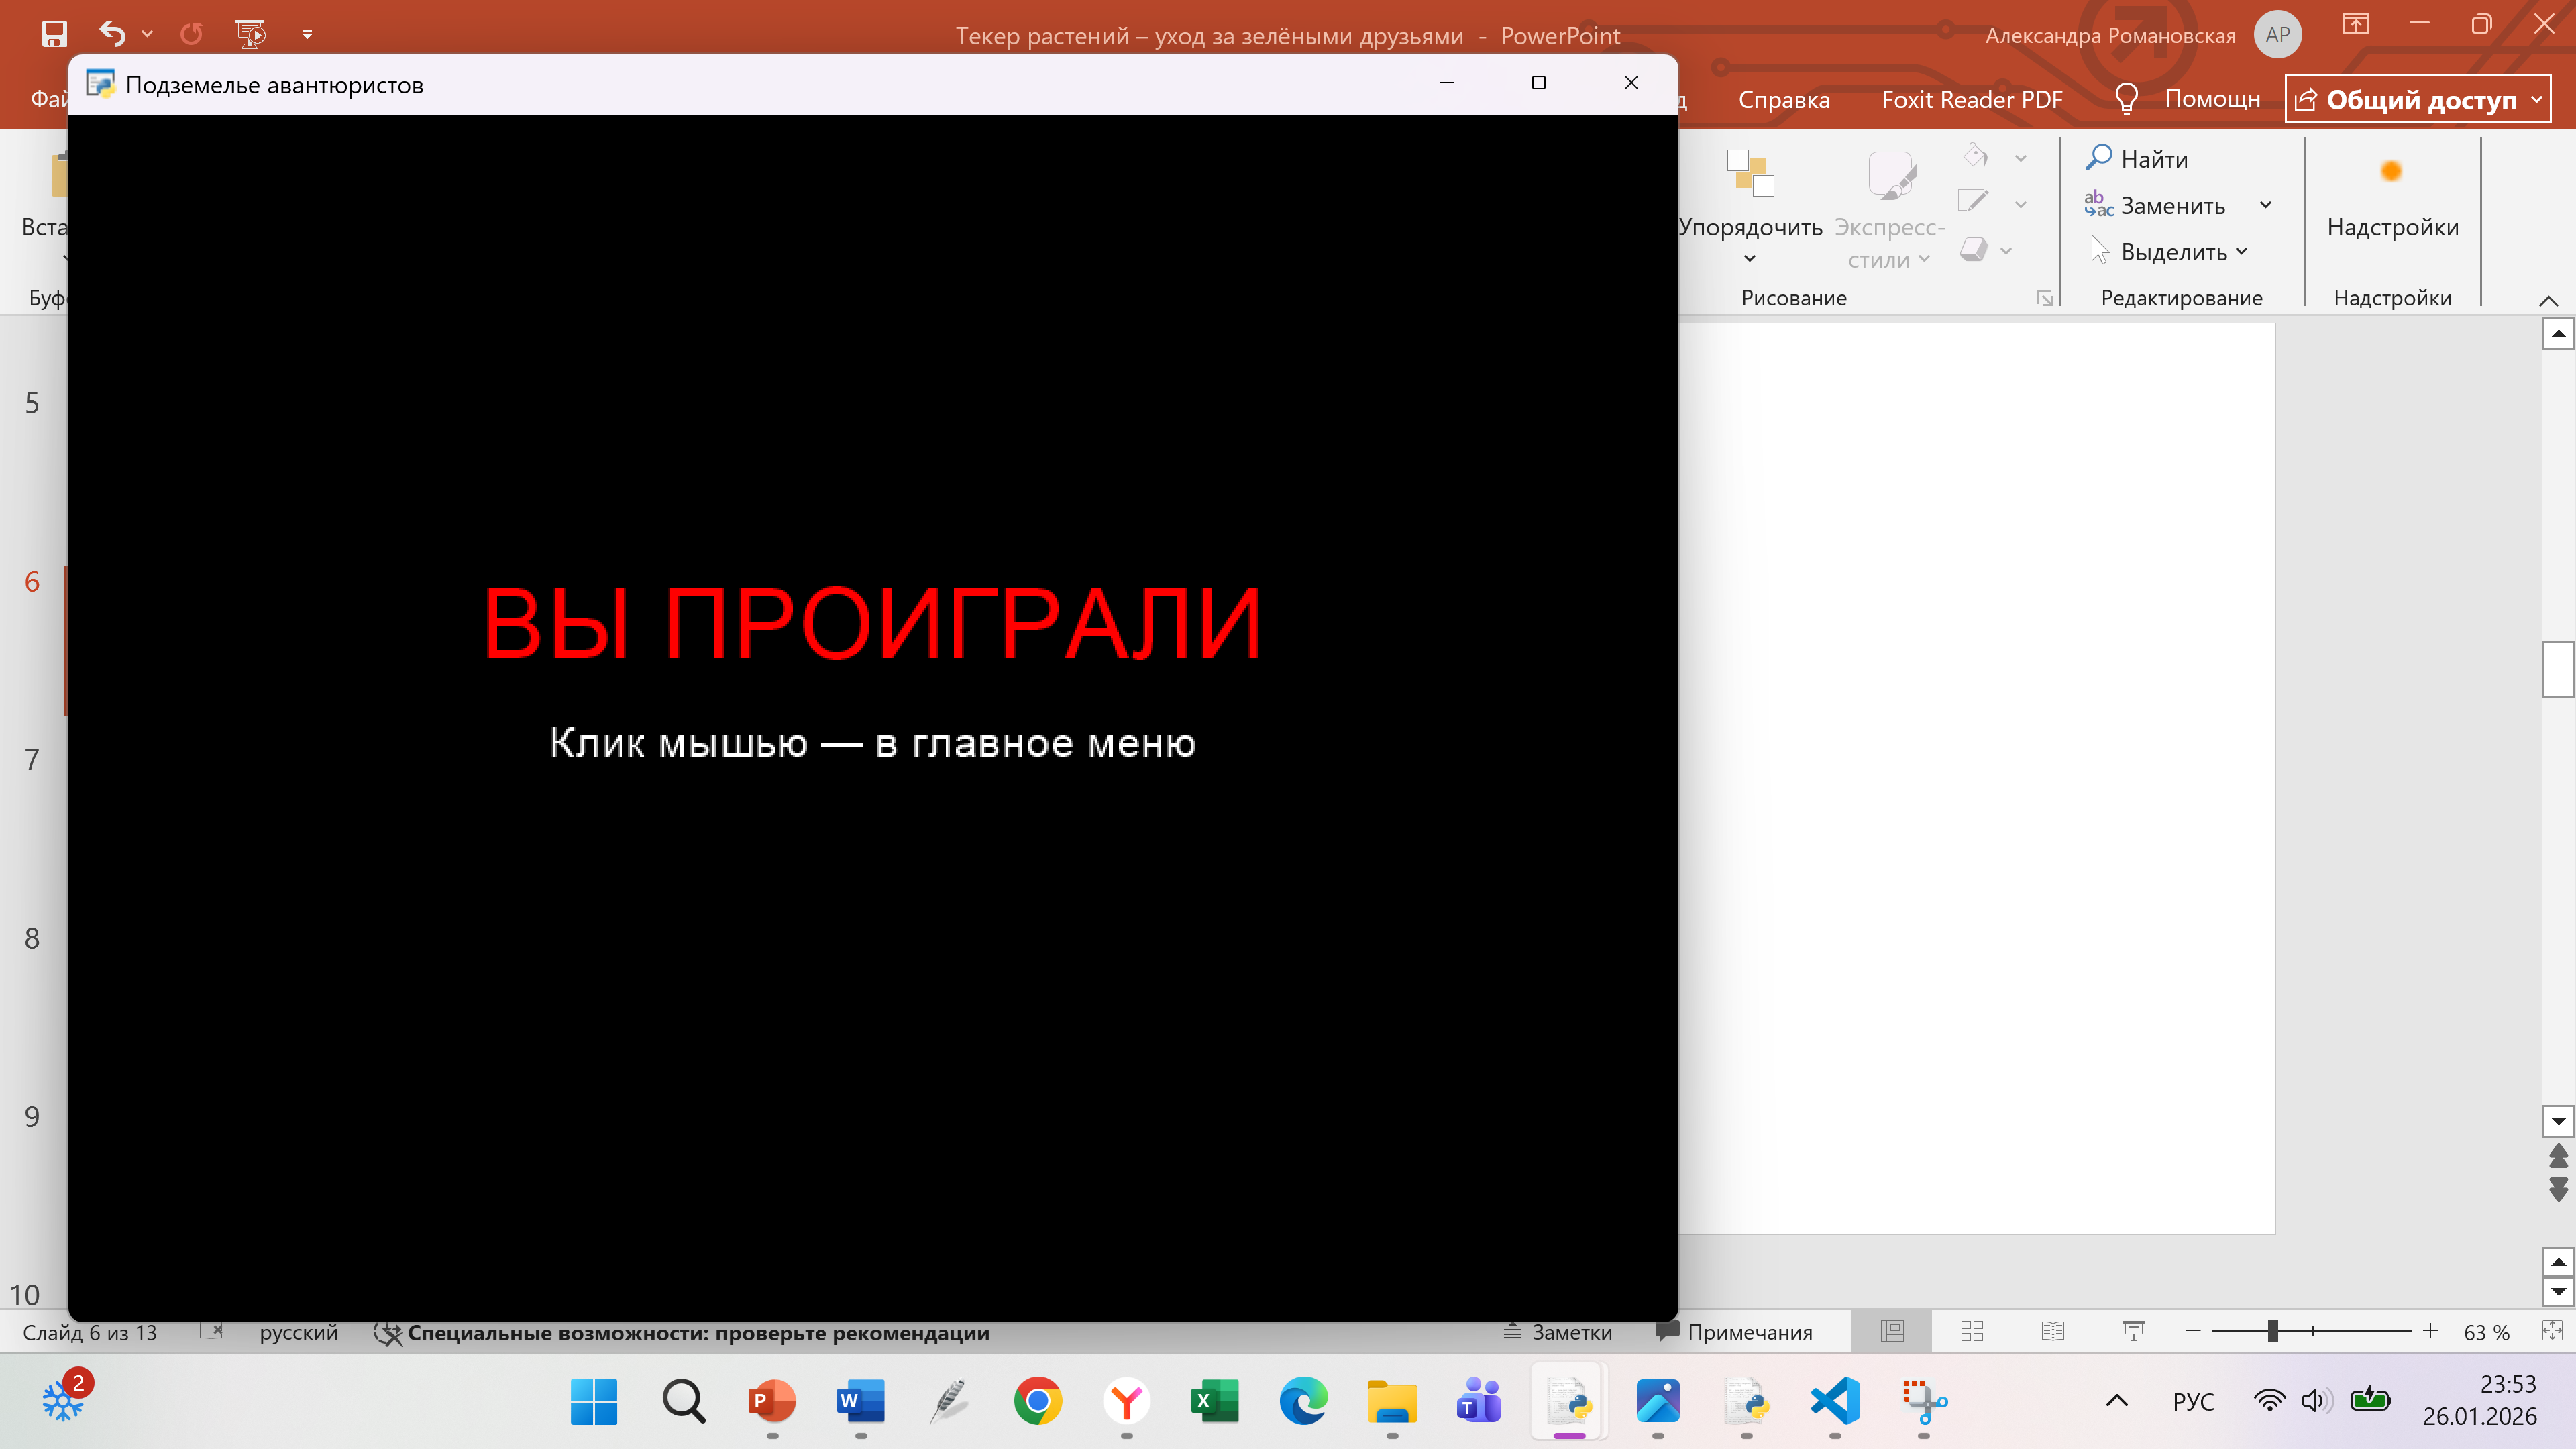 Текер растений – уход за зелёными друзьями - PowerPoint
Александра Романовская
АР
Подземелье авантюристов
Справка
Foxit Reader PDF
Помощн
Общий доступ
Найти
Заменить
Выделить
Упорядочить
Экспресс-
стили
Надстройки
Рисование
Редактирование
Надстройки
5
6
7
8
9
10
ВЫ ПРОИГРАЛИ
Клик мышью — в главное меню
Слайд 6 из 13
русский
Специальные возможности: проверьте рекомендации
Заметки
Примечания
63 %
2
РУС
23:53
26.01.2026